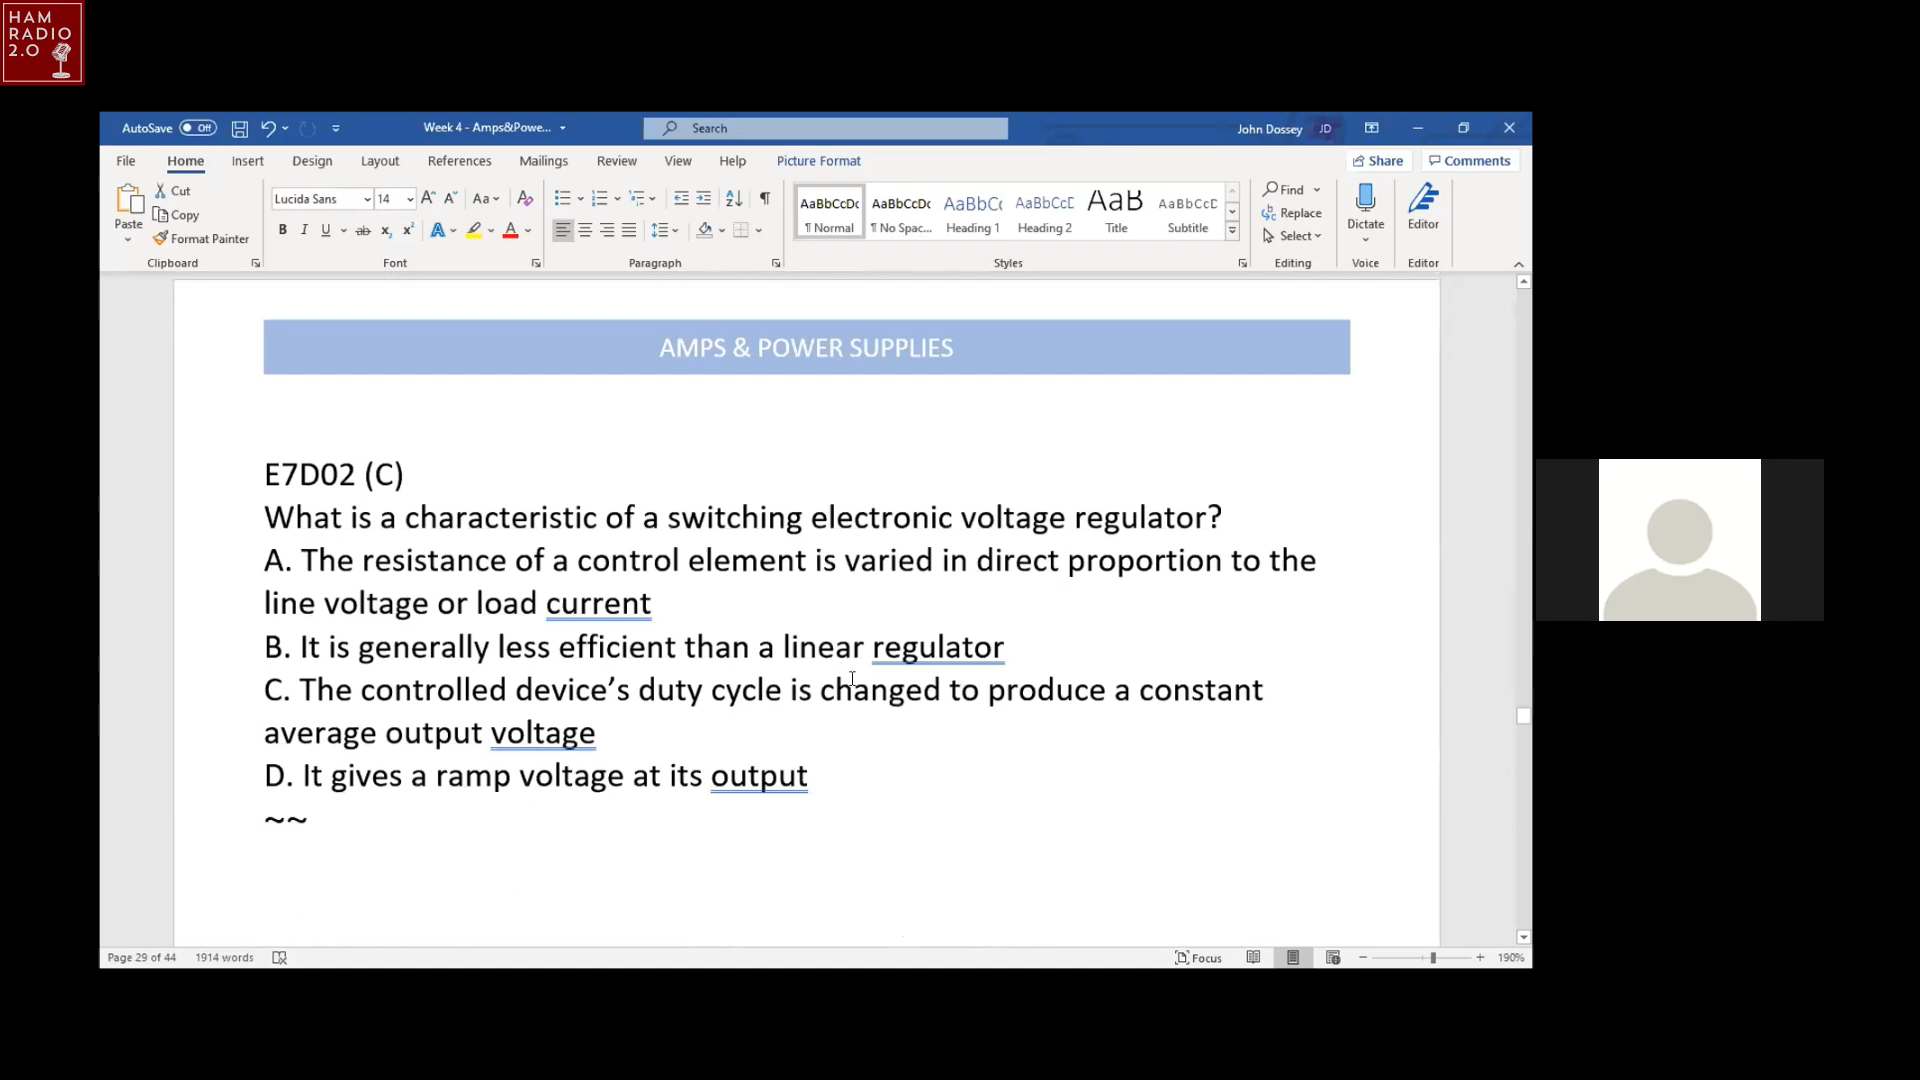 HAM
RADIO
2.0
AutoSave Off
Week 4 - Amps&Powe...
Search
John Dossey JD
File Home Insert Design Layout References Mailings Review View Help Picture Format
Share Comments
Paste
Cut
Copy
Format Painter
Clipboard
Lucida Sans 14
Font
Paragraph
AaBbCcDc AaBbCcDc AaBbCc AaBbCcD AaB AaBbCcD
¶ Normal ¶ No Spac... Heading 1 Heading 2 Title Subtitle
Styles
Find
Replace
Select
Editing
Dictate
Voice
Editor
Editor
AMPS & POWER SUPPLIES
E7D02 (C)
What is a characteristic of a switching electronic voltage regulator?
A. The resistance of a control element is varied in direct proportion to the
line voltage or load current
B. It is generally less efficient than a linear regulator
C. The controlled device’s duty cycle is changed to produce a constant
average output voltage
D. It gives a ramp voltage at its output
~~
Page 29 of 44 1914 words
Focus
190%